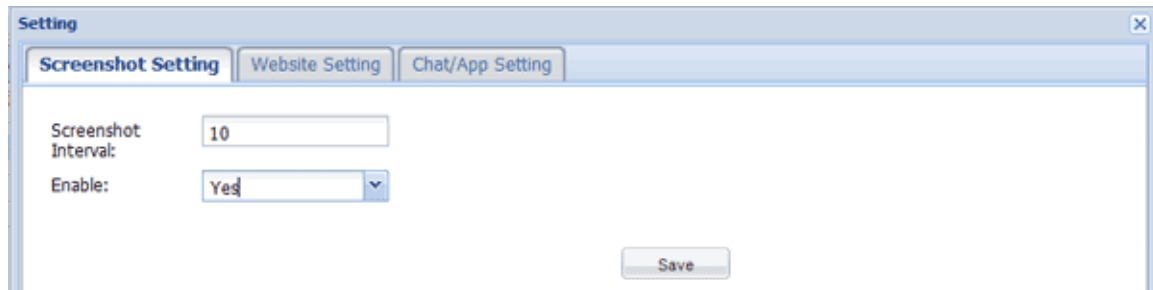 Setting
Screenshot Setting Website Setting Chat/App Setting
Screenshot
Interval:
10
Enable:
Yes
Save